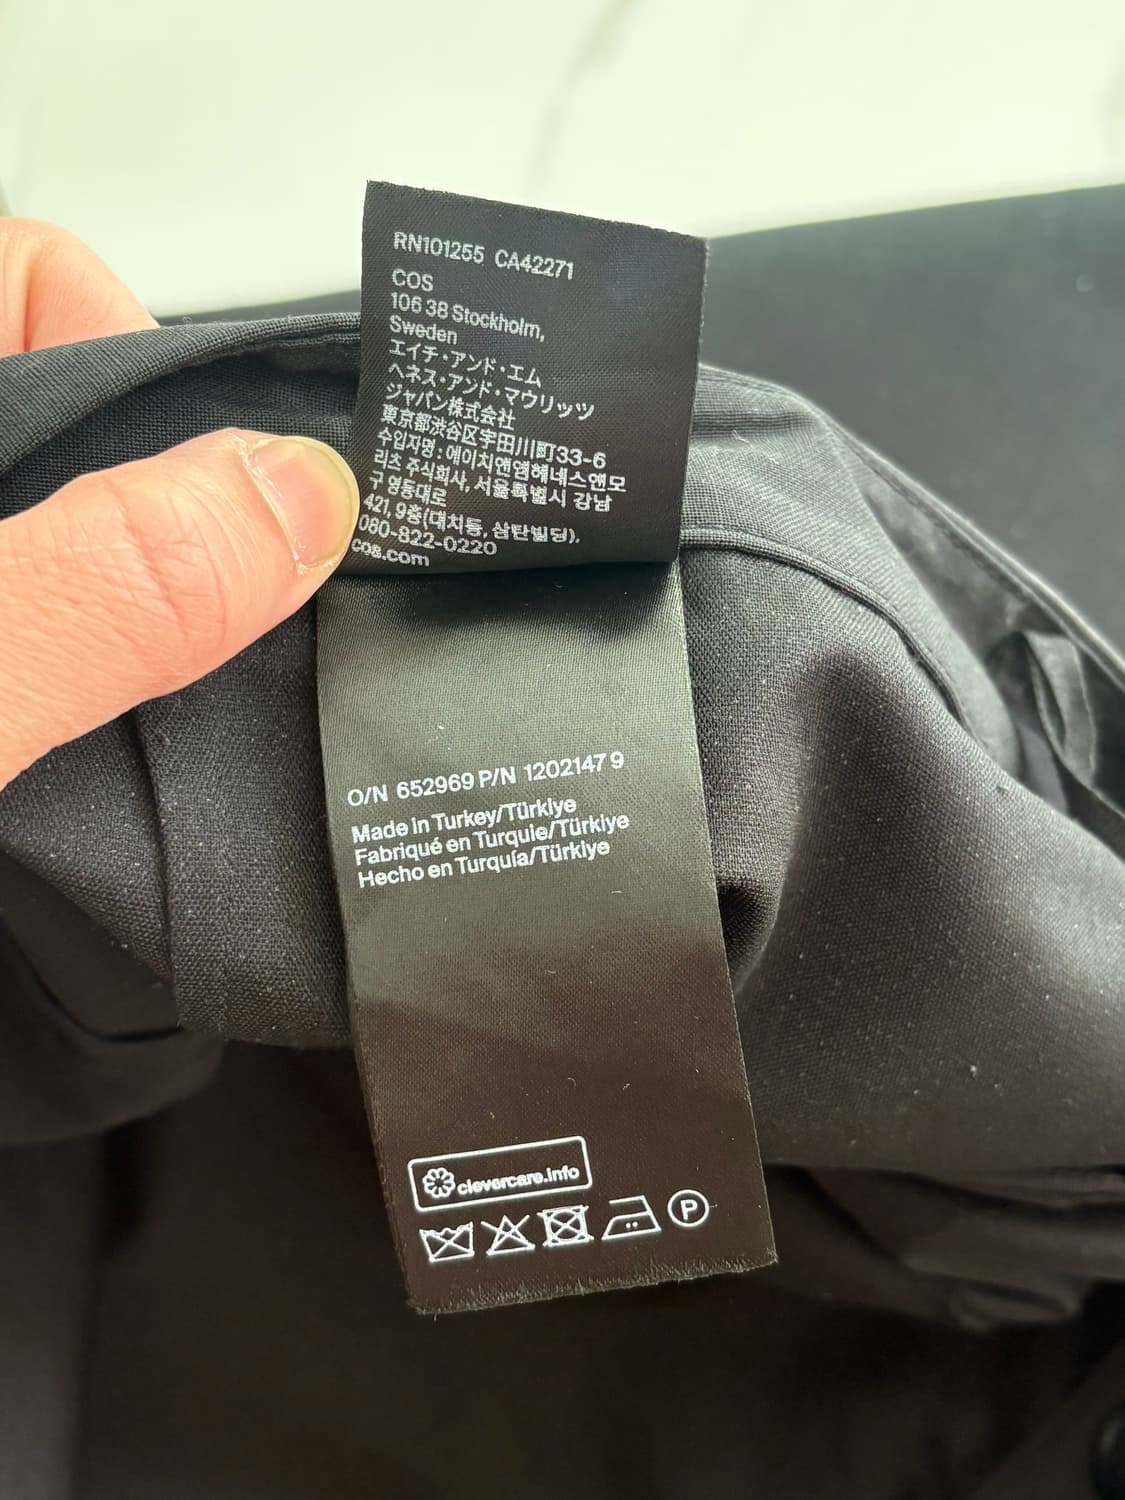 RN101255 CA42271
COS
106 38 Stockholm,
Sweden
エイチ・アンド・エム
ヘネス・アンド・マウリッツ
ジャパン株式会社
東京都渋谷区宇田川町33-6
수입자명 : 에이치앤엠헤네스앤모
리츠 주식회사, 서울특별시 강남
구 영동대로
421, 9층(대치동, 삼탄빌딩).
080-822-0220
cos.com
O/N 652969 P/N 1202147 9
Made in Turkey/Türkiye
Fabriqué en Turquie/Türkiye
Hecho en Turquía/Türkiye
clevercare.info
P